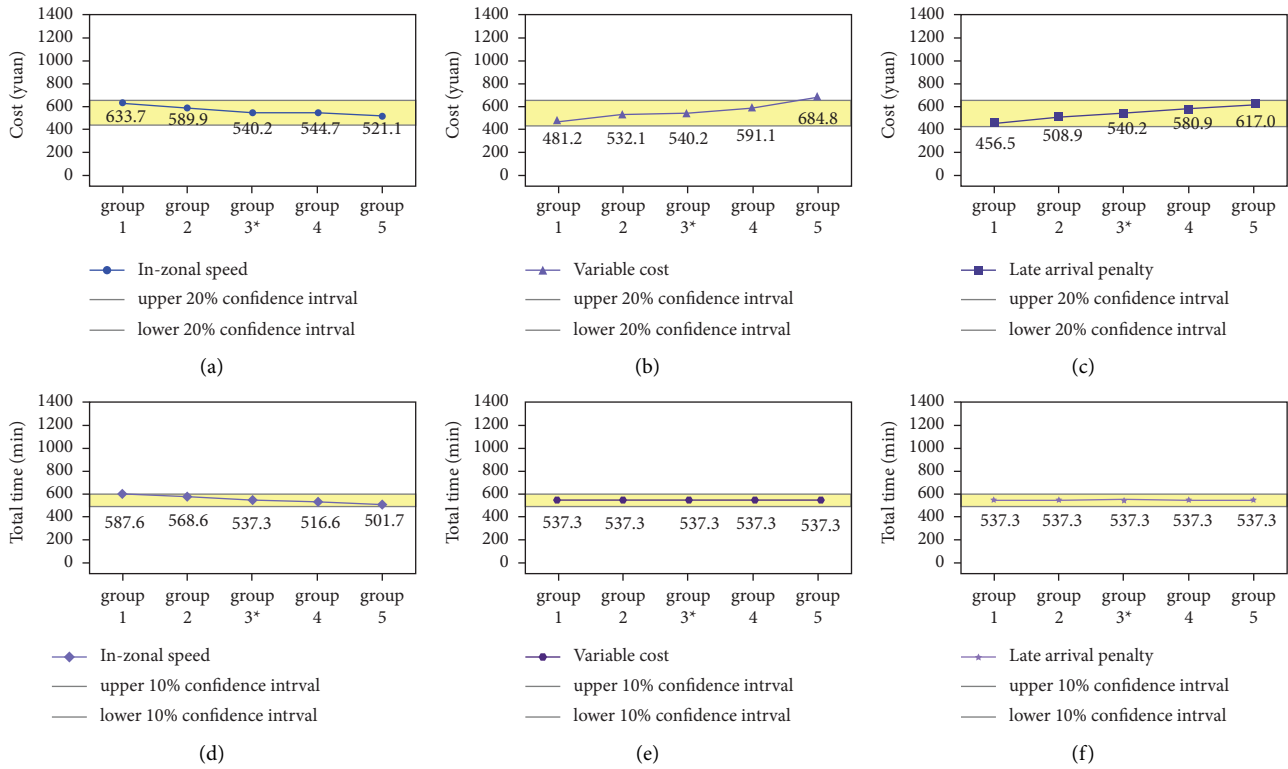 Cost (yuan)
1400
1200
1000
800
600
400
200
0
633.7
589.9
540.2
544.7
521.1
group 1
group 2
group 3*
group 4
group 5
In-zonal speed
upper 20% confidence intrval
lower 20% confidence intrval
(a)
Cost (yuan)
1400
1200
1000
800
600
400
200
0
481.2
532.1
540.2
591.1
684.8
group 1
group 2
group 3*
group 4
group 5
Variable cost
upper 20% confidence intrval
lower 20% confidence intrval
(b)
Cost (yuan)
1400
1200
1000
800
600
400
200
0
456.5
508.9
540.2
580.9
617.0
group 1
group 2
group 3*
group 4
group 5
Late arrival penalty
upper 20% confidence intrval
lower 20% confidence intrval
(c)
Total time (min)
1400
1200
1000
800
600
400
200
0
587.6
568.6
537.3
516.6
501.7
group 1
group 2
group 3*
group 4
group 5
In-zonal speed
upper 10% confidence intrval
lower 10% confidence intrval
(d)
Total time (min)
1400
1200
1000
800
600
400
200
0
537.3
537.3
537.3
537.3
537.3
group 1
group 2
group 3*
group 4
group 5
Variable cost
upper 10% confidence intrval
lower 10% confidence intrval
(e)
Total time (min)
1400
1200
1000
800
600
400
200
0
537.3
537.3
537.3
537.3
537.3
group 1
group 2
group 3*
group 4
group 5
Late arrival penalty
upper 10% confidence intrval
lower 10% confidence intrval
(f)